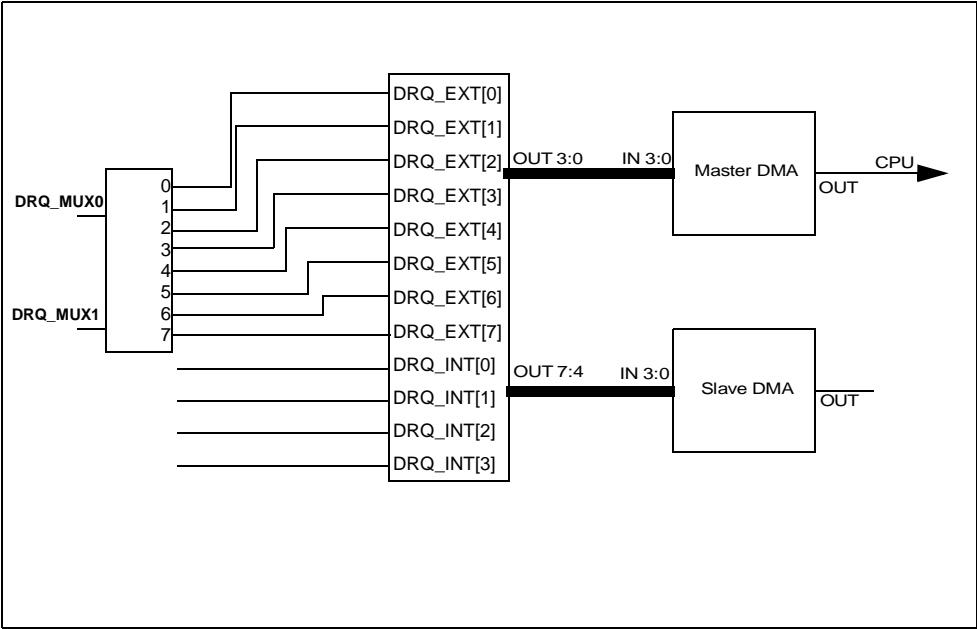 DRQ_MUX0
DRQ_MUX1
0
1
2
3
4
5
6
7
DRQ_EXT[0]
DRQ_EXT[1]
DRQ_EXT[2]
DRQ_EXT[3]
DRQ_EXT[4]
DRQ_EXT[5]
DRQ_EXT[6]
DRQ_EXT[7]
DRQ_INT[0]
DRQ_INT[1]
DRQ_INT[2]
DRQ_INT[3]
OUT 3:0
IN 3:0
Master DMA
OUT
CPU
OUT 7:4
IN 3:0
Slave DMA
OUT